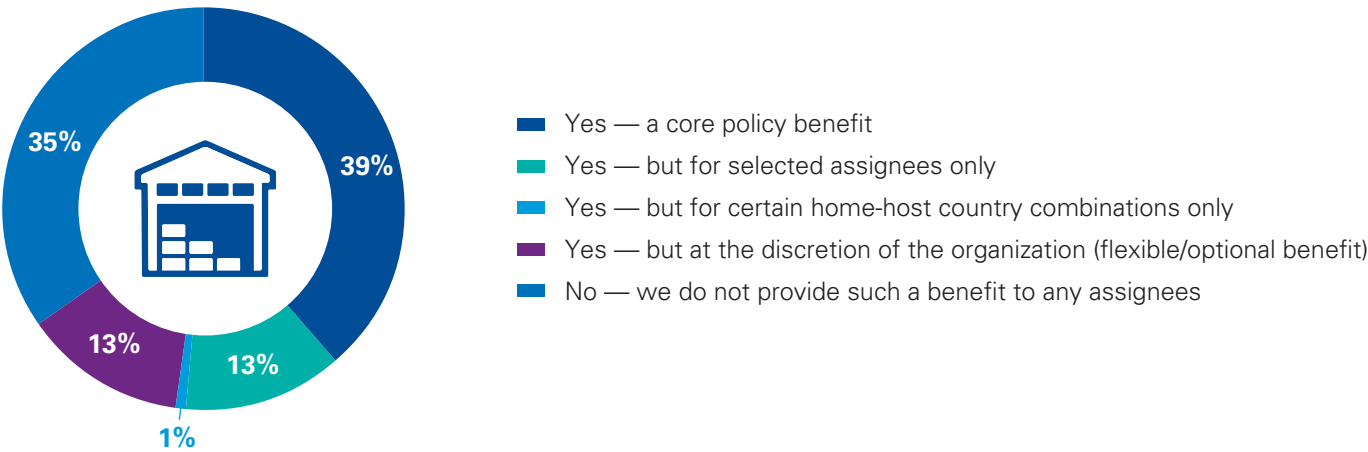 35%
39%
13%
13%
1%
Yes — a core policy benefit
Yes — but for selected assignees only
Yes — but for certain home-host country combinations only
Yes — but at the discretion of the organization (flexible/optional benefit)
No — we do not provide such a benefit to any assignees